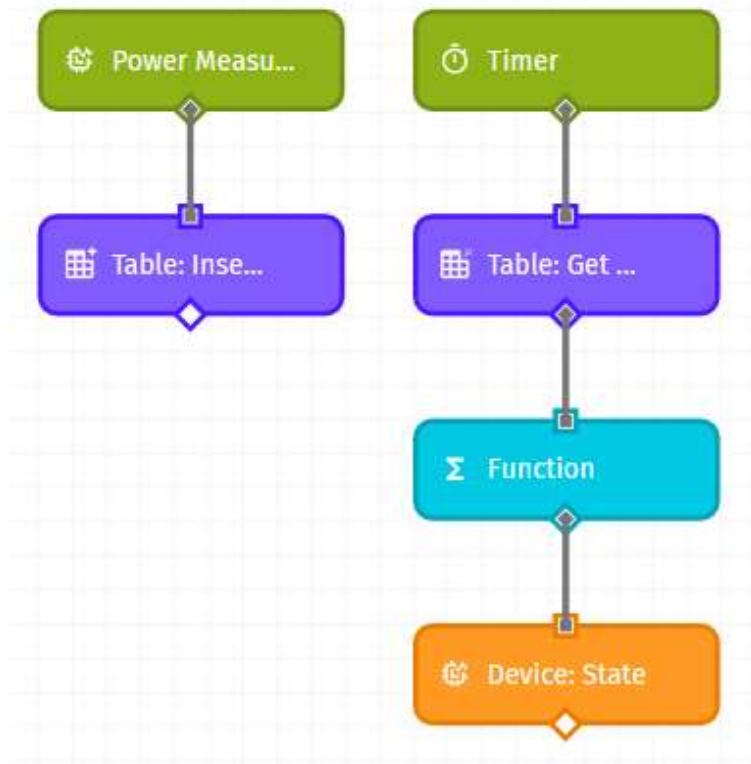 Power Measu...
Timer
Table: Inse...
Table: Get ...
Function
Device: State